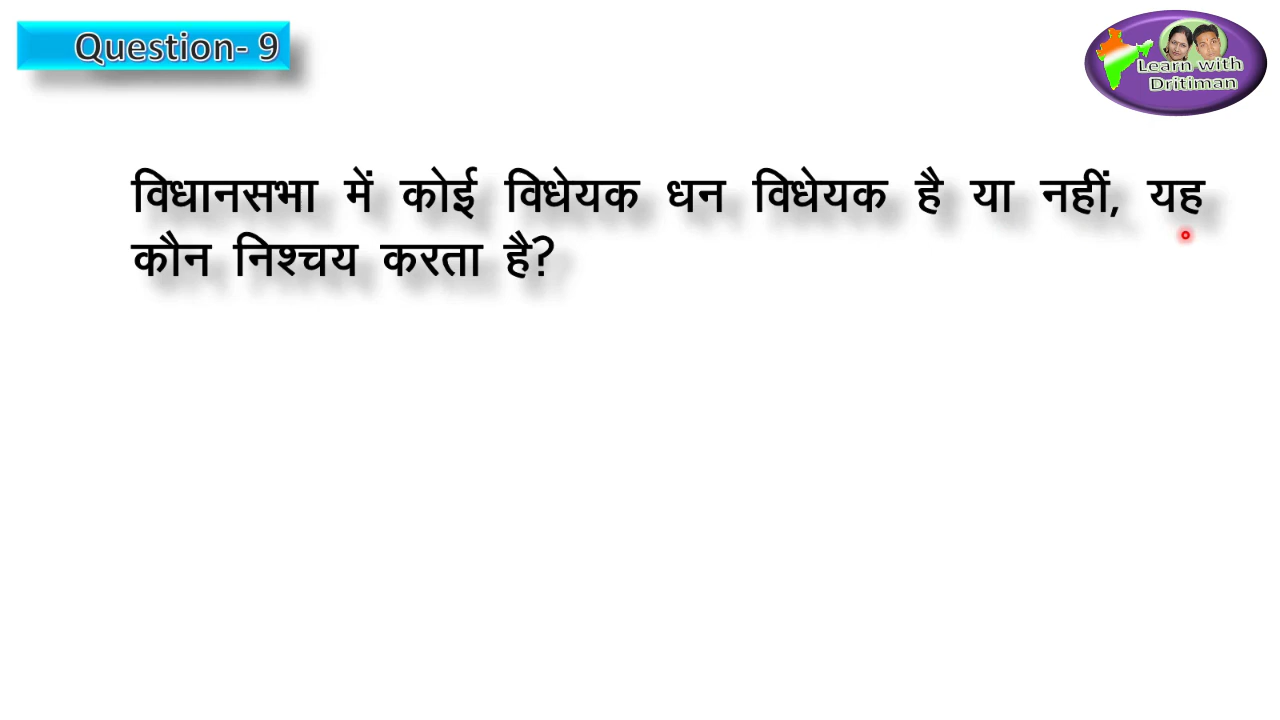 Question- 9
Learn with
Dritiman
विधानसभा में कोई विधेयक धन विधेयक है या नहीं, यह
कौन निश्चय करता है?